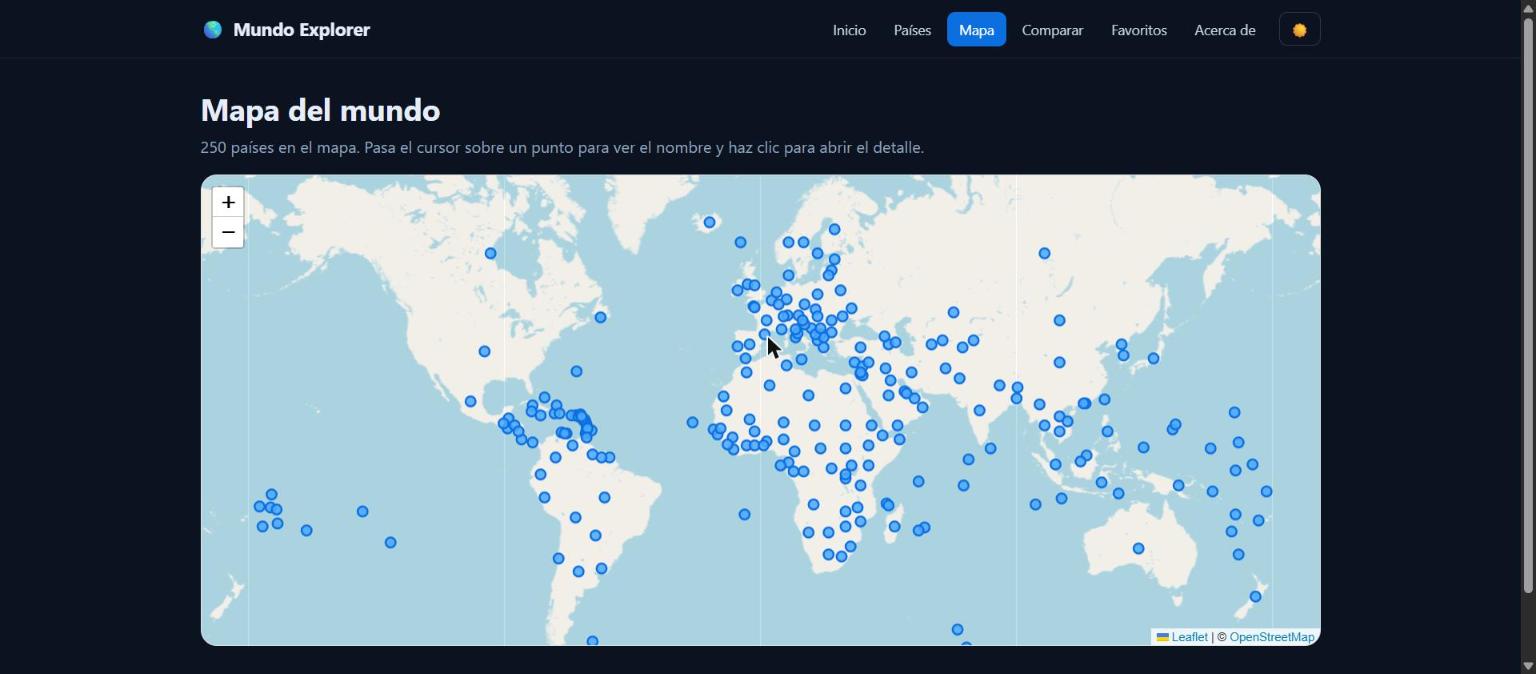 Mundo Explorer
Inicio
Países
Mapa
Comparar
Favoritos
Acerca de
Mapa del mundo
250 países en el mapa. Pasa el cursor sobre un punto para ver el nombre y haz clic para abrir el detalle.
+
−
Leaflet | © OpenStreetMap